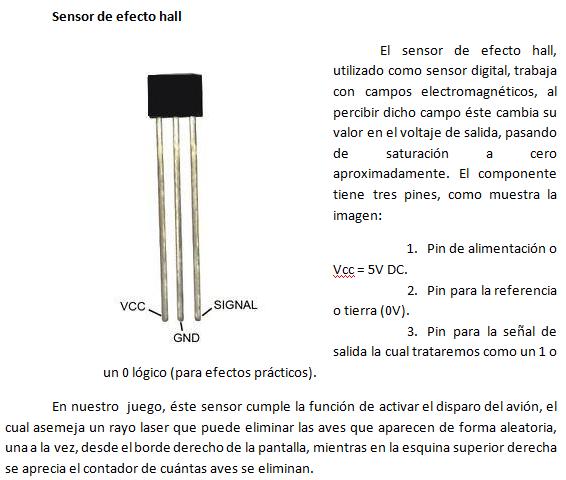 Sensor de efecto hall
El sensor de efecto hall,
utilizado como sensor digital, trabaja
con campos electromagnéticos, al
percibir dicho campo éste cambia su
valor en el voltaje de salida, pasando
de saturación a cero
aproximadamente. El componente
tiene tres pines, como muestra la
imagen:
1. Pin de alimentación o
Vcc = 5V DC.
2. Pin para la referencia
o tierra (0V).
3. Pin para la señal de
salida la cual trataremos como un 1 o
un 0 lógico (para efectos prácticos).
VCC
GND
SIGNAL
En nuestro juego, éste sensor cumple la función de activar el disparo del avión, el
cual asemeja un rayo laser que puede eliminar las aves que aparecen de forma aleatoria,
una a la vez, desde el borde derecho de la pantalla, mientras en la esquina superior derecha
se aprecia el contador de cuántas aves se eliminan.